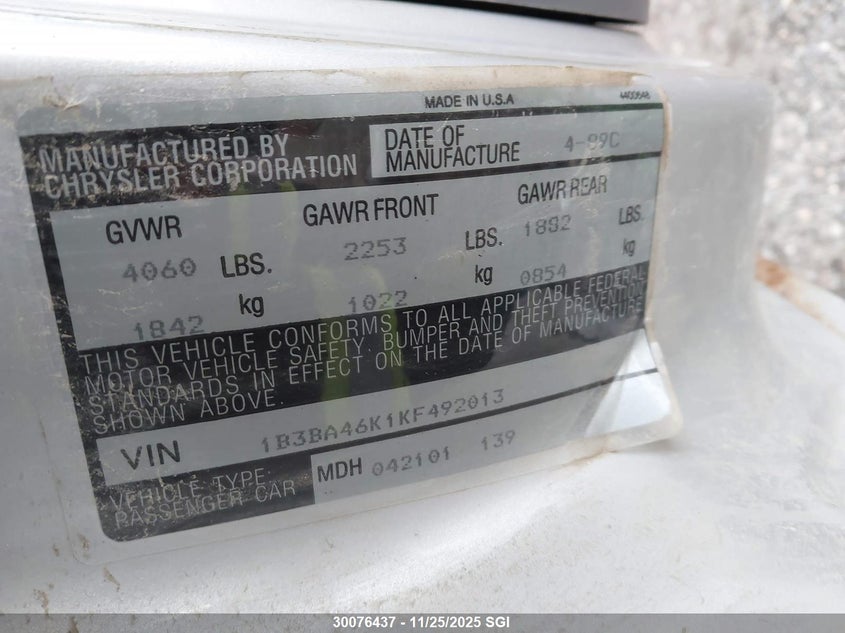 MADE IN U.S.A
4400648
MANUFACTURED BY
CHRYSLER CORPORATION
DATE OF
MANUFACTURE
4-89C
GVWR
GAWR FRONT
GAWR REAR
4060 LBS.
2253 LBS.
1882 LBS.
1842 kg
1022 kg
0854 kg
THIS VEHICLE CONFORMS TO ALL APPLICABLE FEDERAL
MOTOR VEHICLE SAFETY, BUMPER AND THEFT PREVENTION
STANDARDS IN EFFECT ON THE DATE OF MANUFACTURE
SHOWN ABOVE.
VIN 1B3BA46K1KF492013
VEHICLE TYPE:
PASSENGER CAR
MDH 042101 139
30076437 - 11/25/2025 SGI